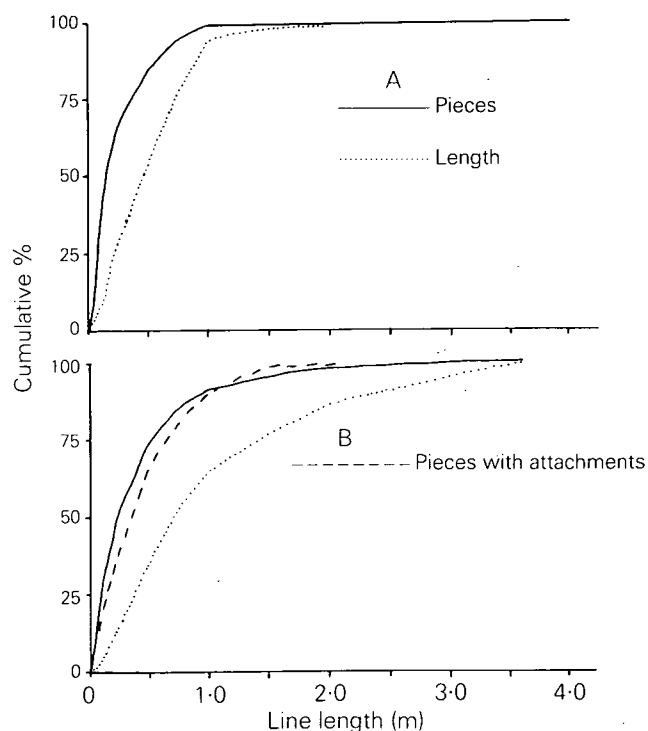 100
A
Pieces
75
Length
50
25
0
Cumulative %
100
75
B
Pieces with attachments
50
25
0
0 1·0 2·0 3·0 4·0
Line length (m)